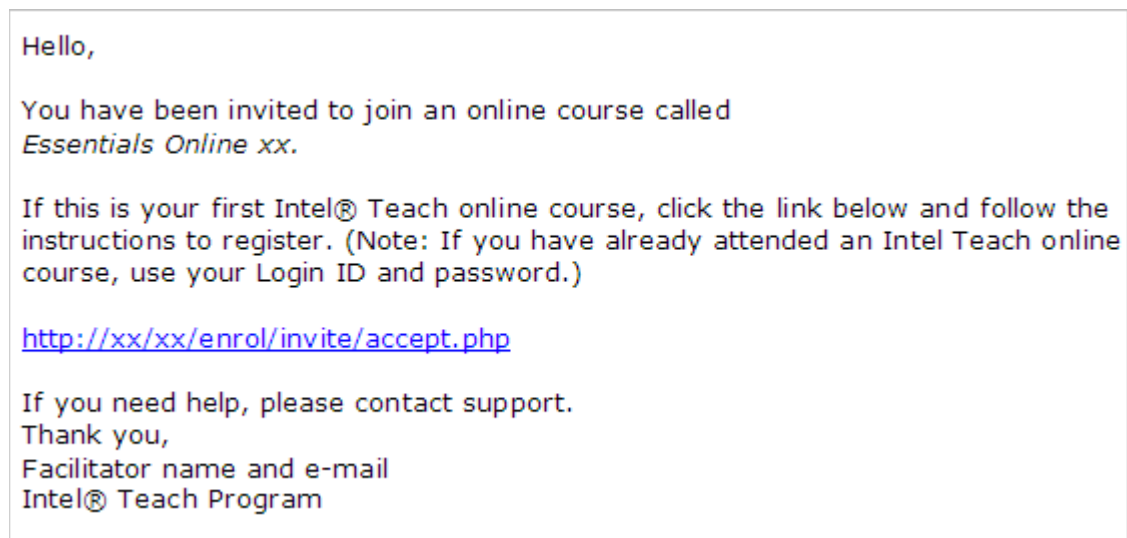 Hello,
You have been invited to join an online course called
Essentials Online xx.
If this is your first Intel® Teach online course, click the link below and follow the
instructions to register. (Note: If you have already attended an Intel Teach online
course, use your Login ID and password.)
http://xx/xx/enrol/invite/accept.php
If you need help, please contact support.
Thank you,
Facilitator name and e-mail
Intel® Teach Program